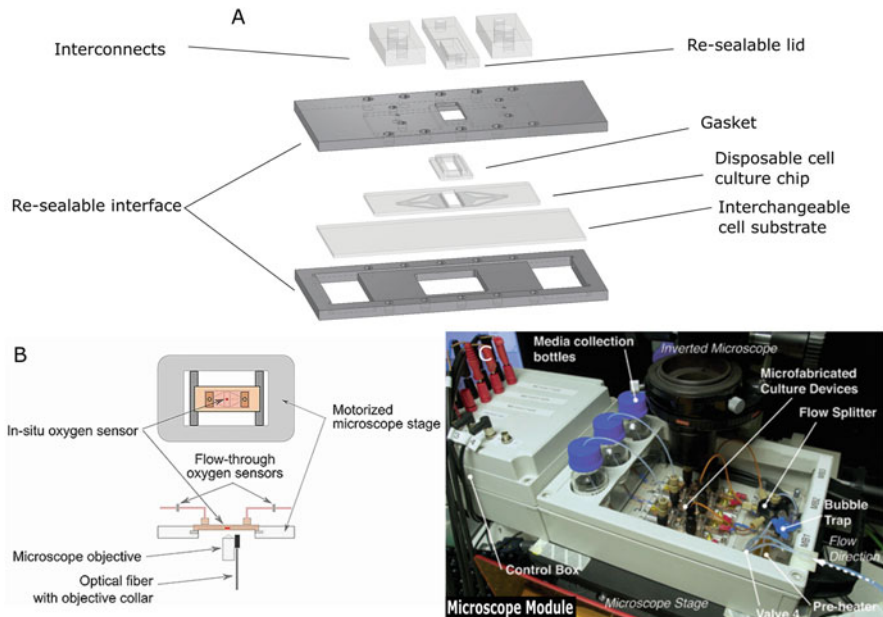 A
Interconnects
Re-sealable lid
Gasket
Disposable cell
culture chip
Re-sealable interface
Interchangeable
cell substrate
B
In-situ oxygen sensor
Motorized
microscope stage
Flow-through
oxygen sensors
Microscope objective
Optical fiber
with objective collar
C
Media collection
bottles
Inverted Microscope
Microfabricated
Culture Devices
Flow Splitter
Bubble
Trap
Flow
Direction
MB3
MB2
MB1
Control Box
Microscope Stage
Pre-heater
Valve 4
Microscope Module